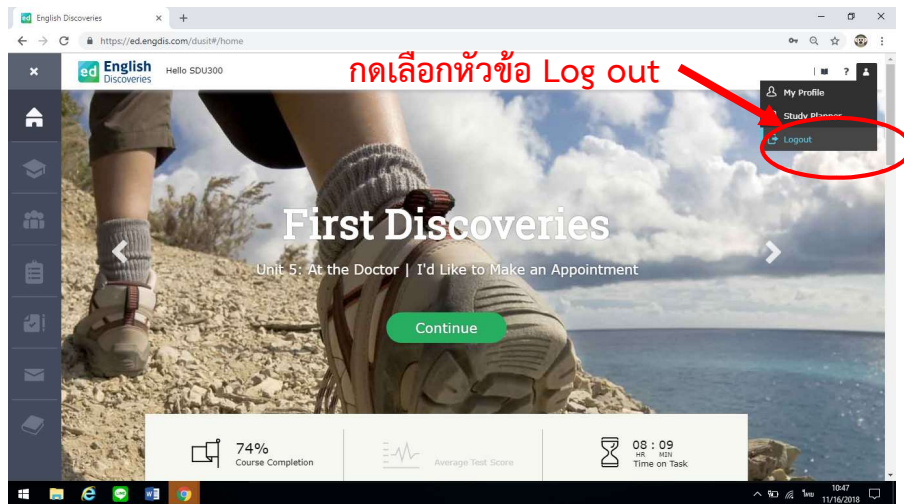 English Discoveries
https://ed.engdis.com/dusit#/home
ed English Discoveries
Hello SDU300
กดเลือกหัวข้อ Log out
?
My Profile
Study Planner
Logout
First Discoveries
Unit 5: At the Doctor | I'd Like to Make an Appointment
Continue
74%
Course Completion
Average Test Score
08 : 09
HR MIN
Time on Task
10:47
ไทย
11/16/2018